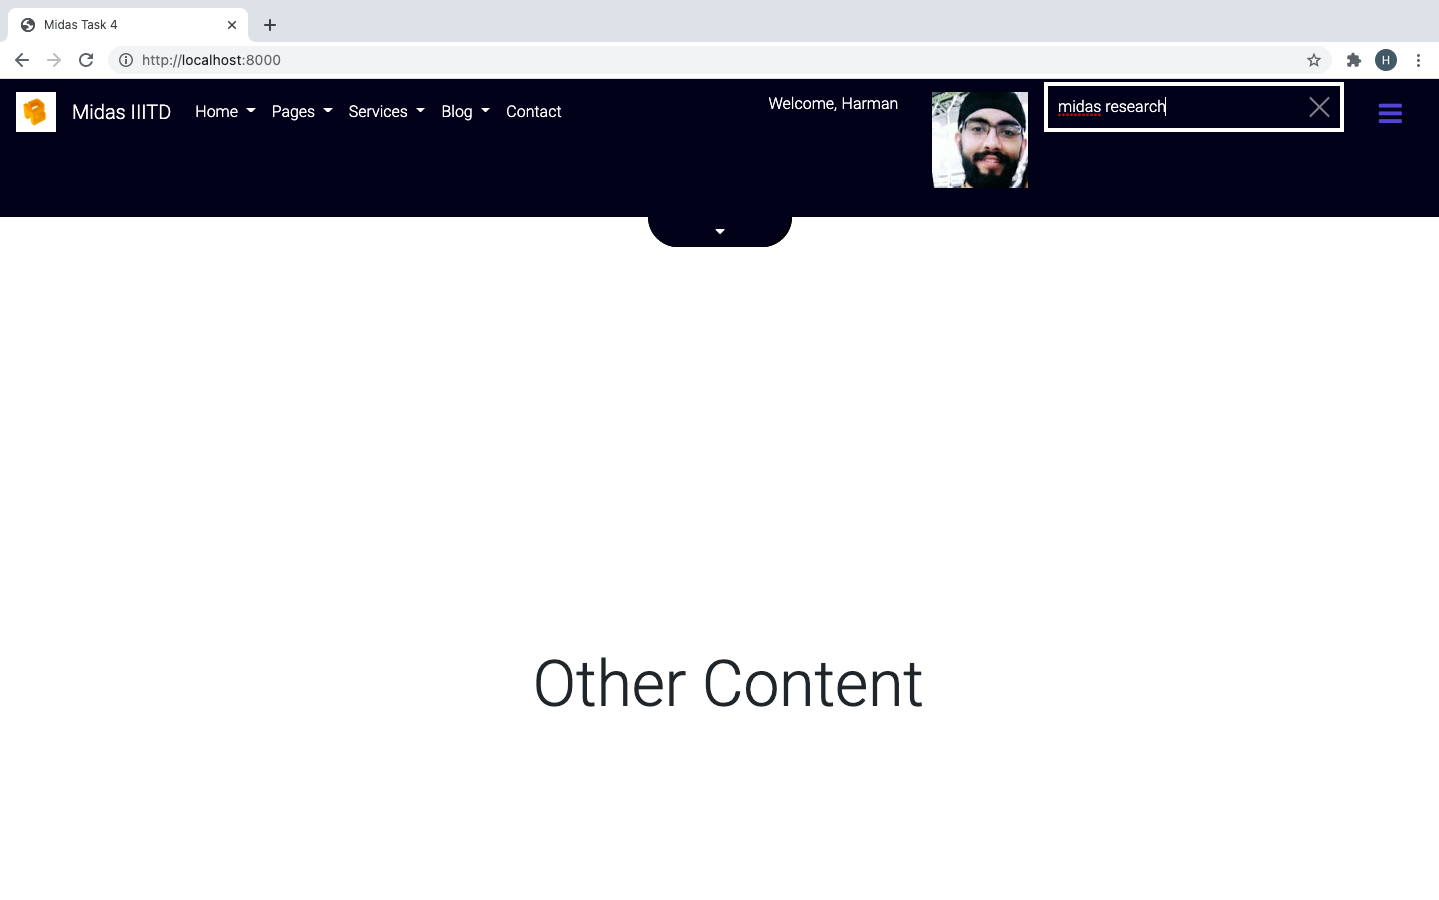 Midas Task 4
http://localhost:8000
H
Midas IIITD
Home
Pages
Services
Blog
Contact
Welcome, Harman
midas research
Other Content